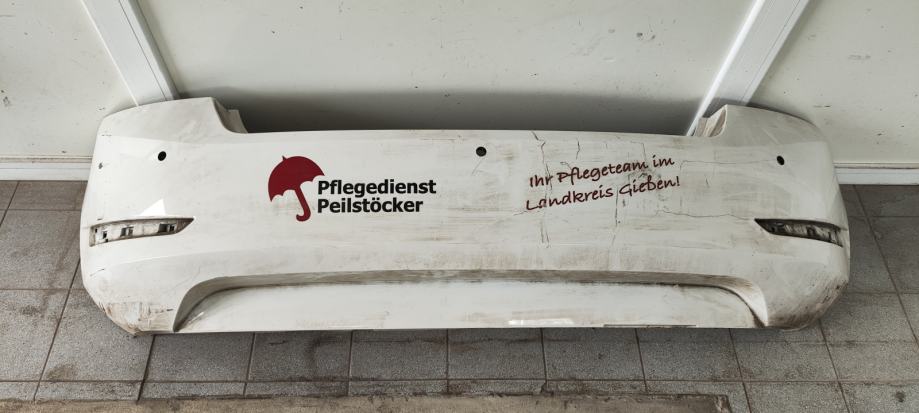 Pflegedienst
Peilstöcker
Ihr Pflegeteam im
Landkreis Gießen!